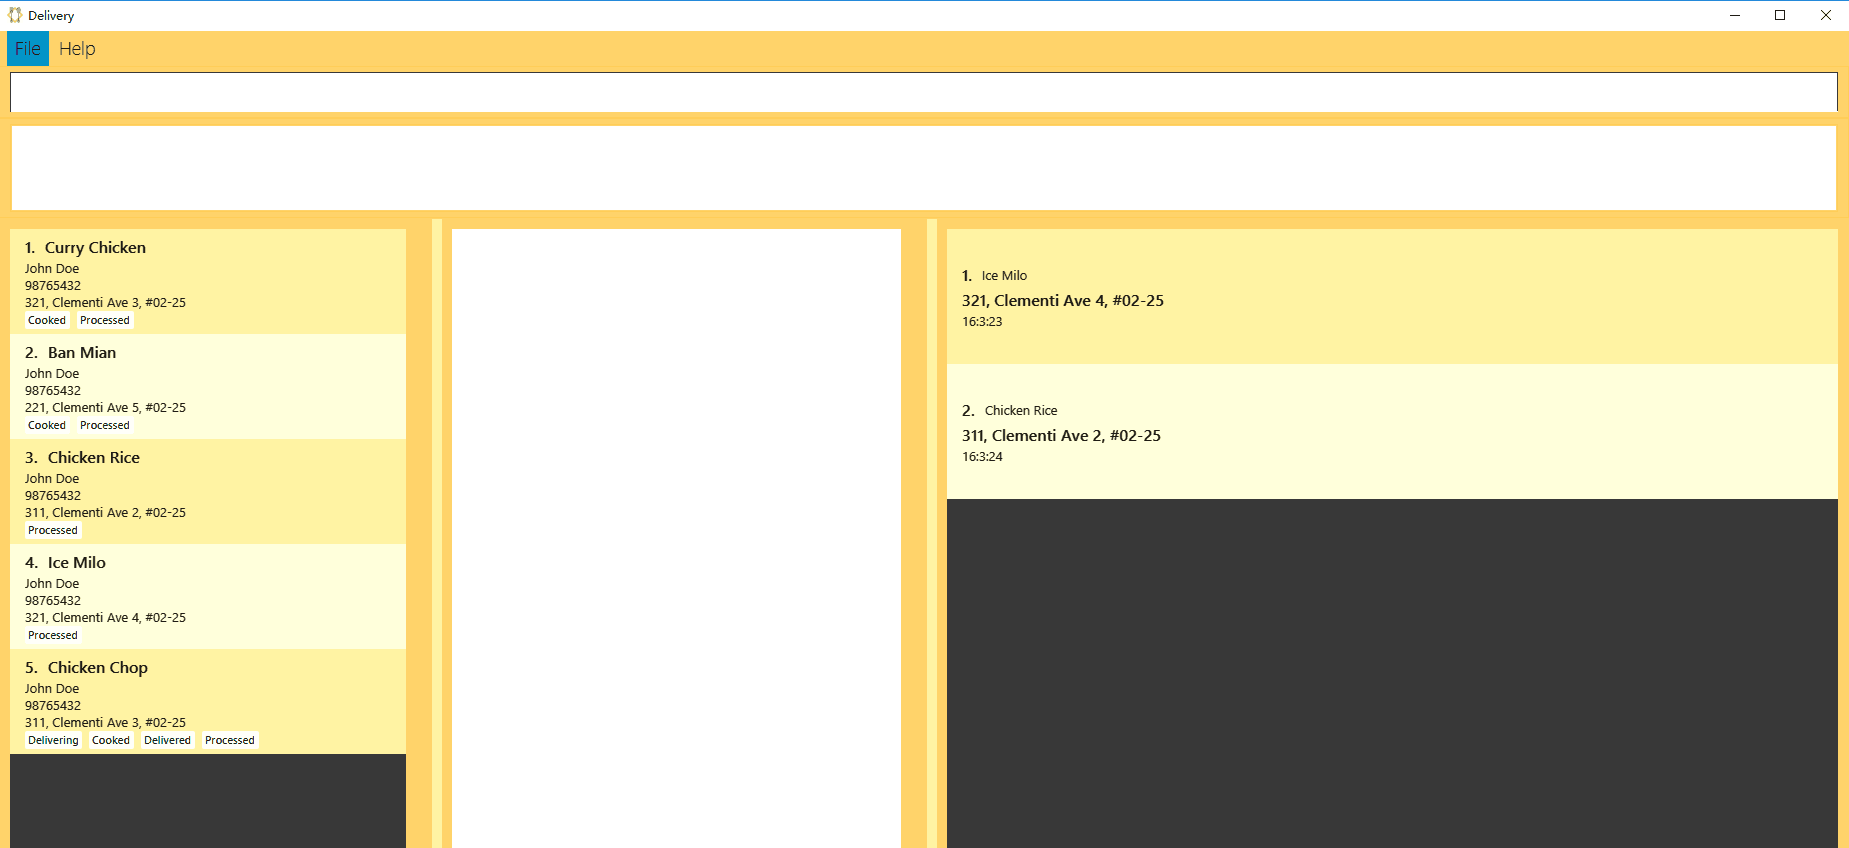 Delivery
File Help
1. Curry Chicken
John Doe
98765432
321, Clementi Ave 3, #02-25
Cooked Processed
2. Ban Mian
John Doe
98765432
221, Clementi Ave 5, #02-25
Cooked Processed
3. Chicken Rice
John Doe
98765432
311, Clementi Ave 2, #02-25
Processed
4. Ice Milo
John Doe
98765432
321, Clementi Ave 4, #02-25
Processed
5. Chicken Chop
John Doe
98765432
311, Clementi Ave 3, #02-25
Delivering Cooked Delivered Processed
1. Ice Milo
321, Clementi Ave 4, #02-25
16:3:23
2. Chicken Rice
311, Clementi Ave 2, #02-25
16:3:24